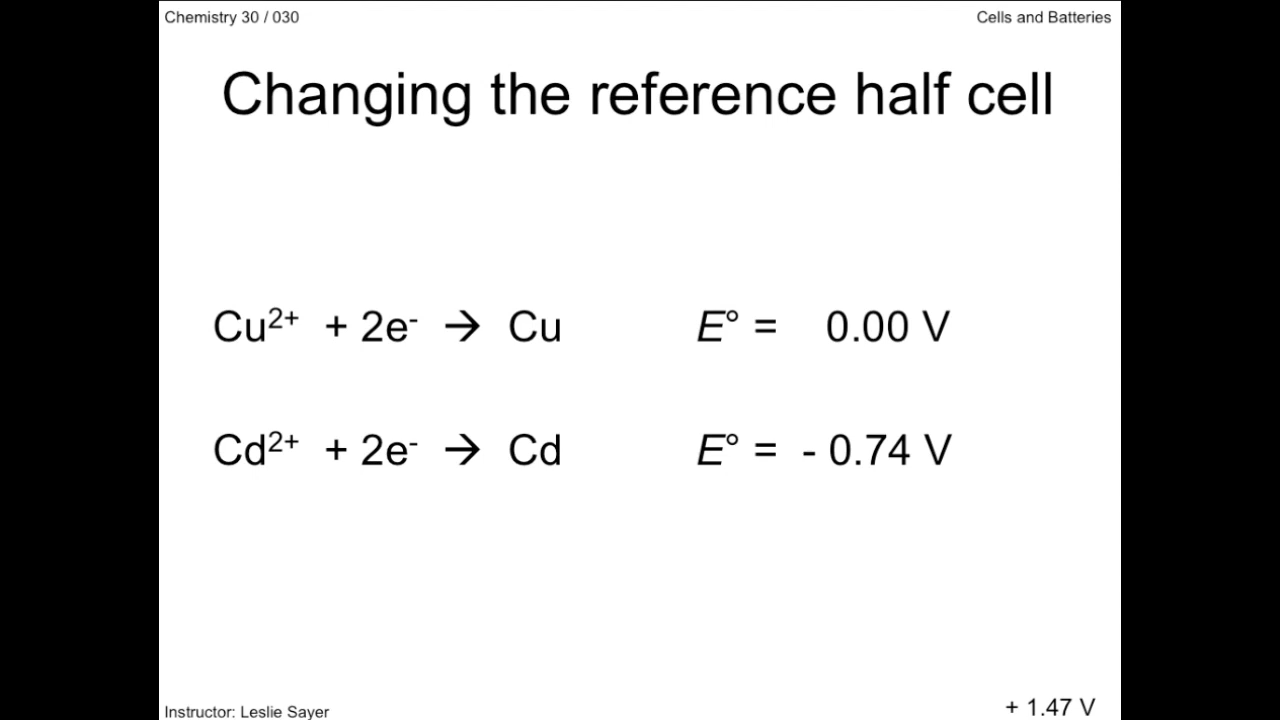 Chemistry 30 / 030
Cells and Batteries
Changing the reference half cell
Cu²⁺ + 2e⁻ → Cu E° = 0.00 V
Cd²⁺ + 2e⁻ → Cd E° = - 0.74 V
Instructor: Leslie Sayer
+ 1.47 V